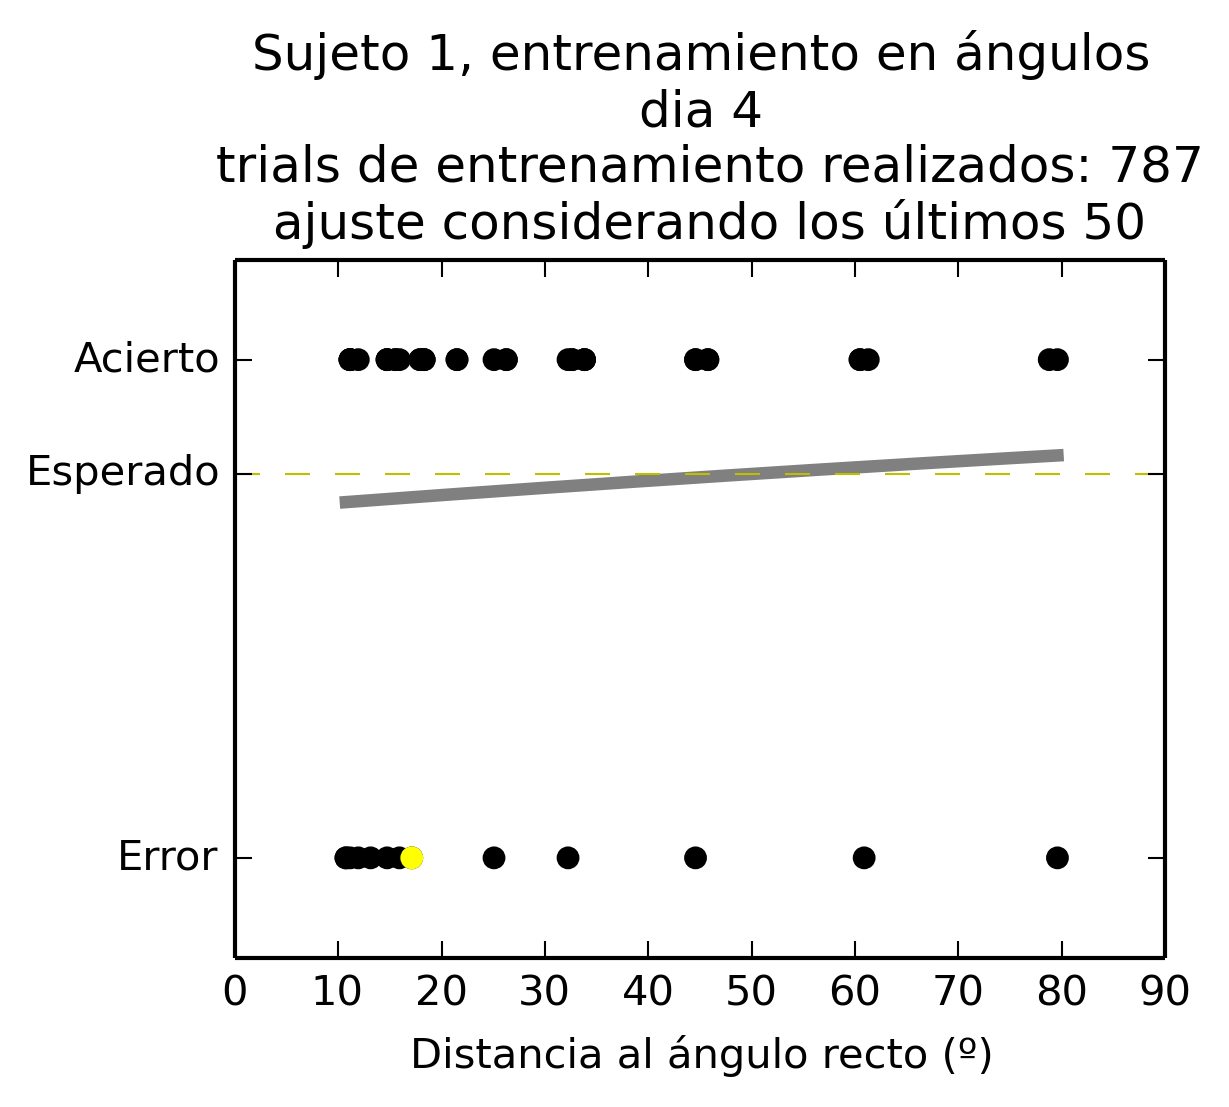 Sujeto 1, entrenamiento en ángulos
dia 4
trials de entrenamiento realizados: 787
ajuste considerando los últimos 50
Acierto
Esperado
Error
0 10 20 30 40 50 60 70 80 90
Distancia al ángulo recto (º)